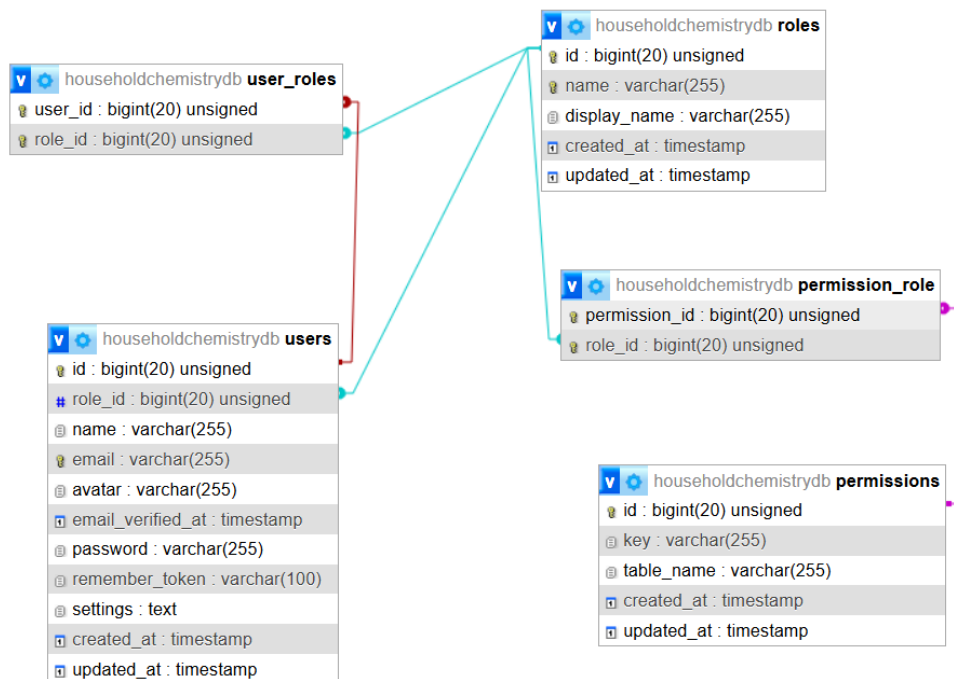 householdchemistrydb roles
id : bigint(20) unsigned
name : varchar(255)
display_name : varchar(255)
created_at : timestamp
updated_at : timestamp
householdchemistrydb user_roles
user_id : bigint(20) unsigned
role_id : bigint(20) unsigned
householdchemistrydb permission_role
permission_id : bigint(20) unsigned
role_id : bigint(20) unsigned
householdchemistrydb users
id : bigint(20) unsigned
role_id : bigint(20) unsigned
name : varchar(255)
email : varchar(255)
avatar : varchar(255)
email_verified_at : timestamp
password : varchar(255)
remember_token : varchar(100)
settings : text
created_at : timestamp
updated_at : timestamp
householdchemistrydb permissions
id : bigint(20) unsigned
key : varchar(255)
table_name : varchar(255)
created_at : timestamp
updated_at : timestamp